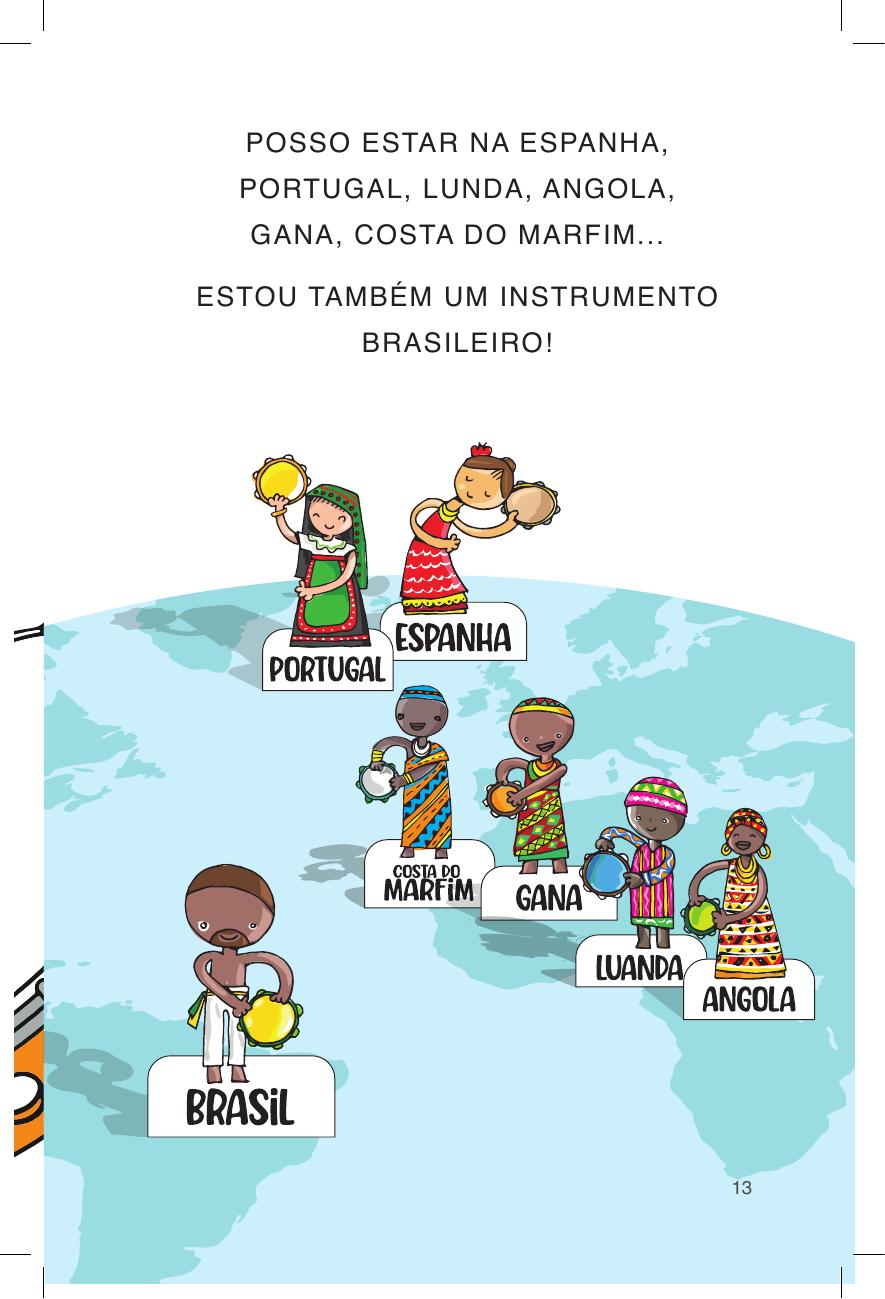 POSSO ESTAR NA ESPANHA,
PORTUGAL, LUNDA, ANGOLA,
GANA, COSTA DO MARFIM...
ESTOU TAMBÉM UM INSTRUMENTO
BRASILEIRO!
ESPANHA
PORTUGAL
COSTA DO
MARFIM
GANA
LUANDA
ANGOLA
BRASIL
13